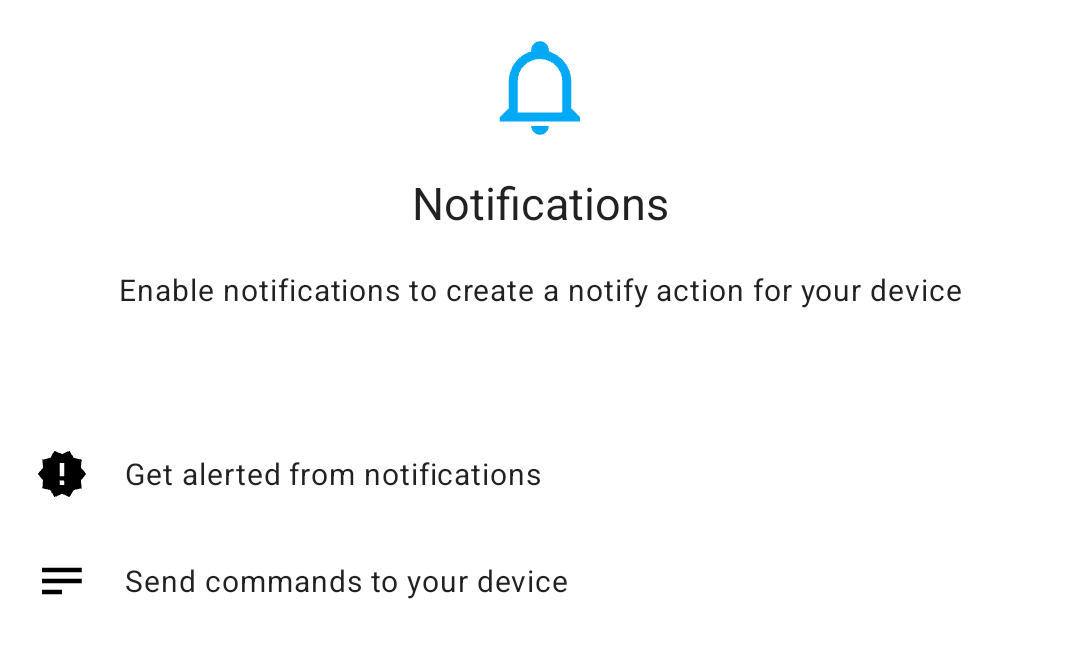 Notifications
Enable notifications to create a notify action for your device
Get alerted from notifications
Send commands to your device